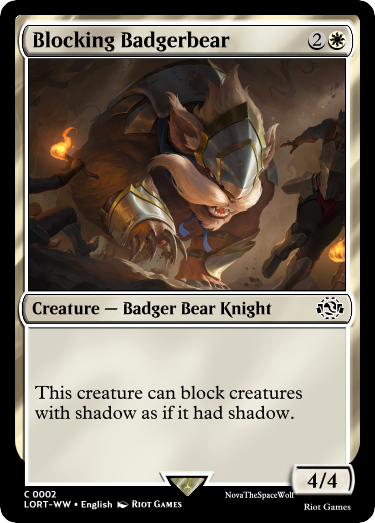 Blocking Badgerbear 2
Creature — Badger Bear Knight
This creature can block creatures
with shadow as if it had shadow.
4/4
C 0002
LORT-WW • English Riot Games
NovaTheSpaceWolf
Riot Games